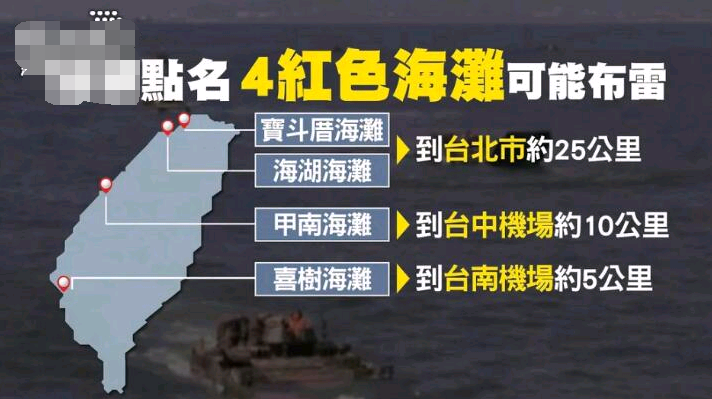 點名4紅色海灘可能布雷
寶斗厝海灘
海湖海灘
到台北市約25公里
甲南海灘
到台中機場約10公里
喜樹海灘
到台南機場約5公里